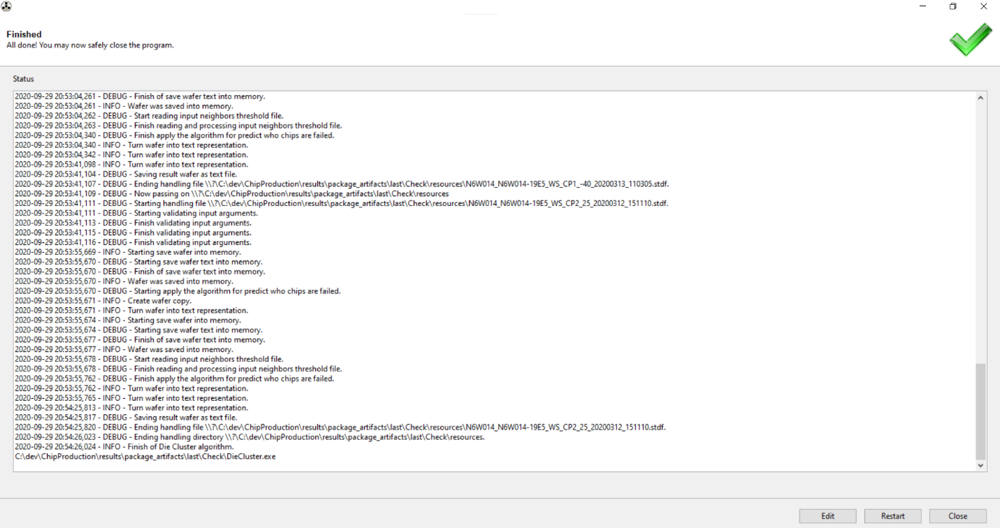 Finished
All done! You may now safely close the program.
Status
2020-09-29 20:53:04,261 - DEBUG - Finish of save wafer text into memory.
2020-09-29 20:53:04,261 - INFO - Wafer was saved into memory.
2020-09-29 20:53:04,262 - DEBUG - Start reading input neighbors threshold file.
2020-09-29 20:53:04,263 - DEBUG - Finish reading and processing input neighbors threshold file.
2020-09-29 20:53:04,340 - DEBUG - Finish apply the algorithm for predict who chips are failed.
2020-09-29 20:53:04,340 - INFO - Turn wafer into text representation.
2020-09-29 20:53:04,342 - INFO - Turn wafer into text representation.
2020-09-29 20:53:41,098 - INFO - Turn wafer into text representation.
2020-09-29 20:53:41,104 - DEBUG - Saving result wafer as text file.
2020-09-29 20:53:41,107 - DEBUG - Ending handling file \\?\C:\dev\ChipProduction\results\package_artifacts\last\Check\resources\N6W014_N6W014-19E5_WS_CP1_-40_20200313_110305.stdf.
2020-09-29 20:53:41,109 - DEBUG - Now passing on \\?\C:\dev\ChipProduction\results\package_artifacts\last\Check\resources
2020-09-29 20:53:41,111 - DEBUG - Starting handling file \\?\C:\dev\ChipProduction\results\package_artifacts\last\Check\resources\N6W014_N6W014-19E5_WS_CP2_25_20200312_151110.stdf.
2020-09-29 20:53:41,111 - DEBUG - Starting validating input arguments.
2020-09-29 20:53:41,113 - DEBUG - Finish validating input arguments.
2020-09-29 20:53:41,115 - DEBUG - Finish validating input arguments.
2020-09-29 20:53:41,116 - DEBUG - Finish validating input arguments.
2020-09-29 20:53:55,669 - INFO - Starting save wafer into memory.
2020-09-29 20:53:55,670 - DEBUG - Starting save wafer text into memory.
2020-09-29 20:53:55,670 - DEBUG - Finish of save wafer text into memory.
2020-09-29 20:53:55,670 - INFO - Wafer was saved into memory.
2020-09-29 20:53:55,670 - DEBUG - Starting apply the algorithm for predict who chips are failed.
2020-09-29 20:53:55,671 - INFO - Create wafer copy.
2020-09-29 20:53:55,671 - INFO - Turn wafer into text representation.
2020-09-29 20:53:55,674 - INFO - Starting save wafer into memory.
2020-09-29 20:53:55,674 - DEBUG - Starting save wafer text into memory.
2020-09-29 20:53:55,677 - DEBUG - Finish of save wafer text into memory.
2020-09-29 20:53:55,677 - INFO - Wafer was saved into memory.
2020-09-29 20:53:55,678 - DEBUG - Start reading input neighbors threshold file.
2020-09-29 20:53:55,678 - DEBUG - Finish reading and processing input neighbors threshold file.
2020-09-29 20:53:55,762 - DEBUG - Finish apply the algorithm for predict who chips are failed.
2020-09-29 20:53:55,762 - INFO - Turn wafer into text representation.
2020-09-29 20:53:55,765 - INFO - Turn wafer into text representation.
2020-09-29 20:54:25,813 - INFO - Turn wafer into text representation.
2020-09-29 20:54:25,817 - DEBUG - Saving result wafer as text file.
2020-09-29 20:54:25,820 - DEBUG - Ending handling file \\?\C:\dev\ChipProduction\results\package_artifacts\last\Check\resources\N6W014_N6W014-19E5_WS_CP2_25_20200312_151110.stdf.
2020-09-29 20:54:26,023 - DEBUG - Ending handling directory \\?\C:\dev\ChipProduction\results\package_artifacts\last\Check\resources.
2020-09-29 20:54:26,024 - INFO - Finish of Die Cluster algorithm.
C:\dev\ChipProduction\results\package_artifacts\last\Check\DieCluster.exe
Edit
Restart
Close